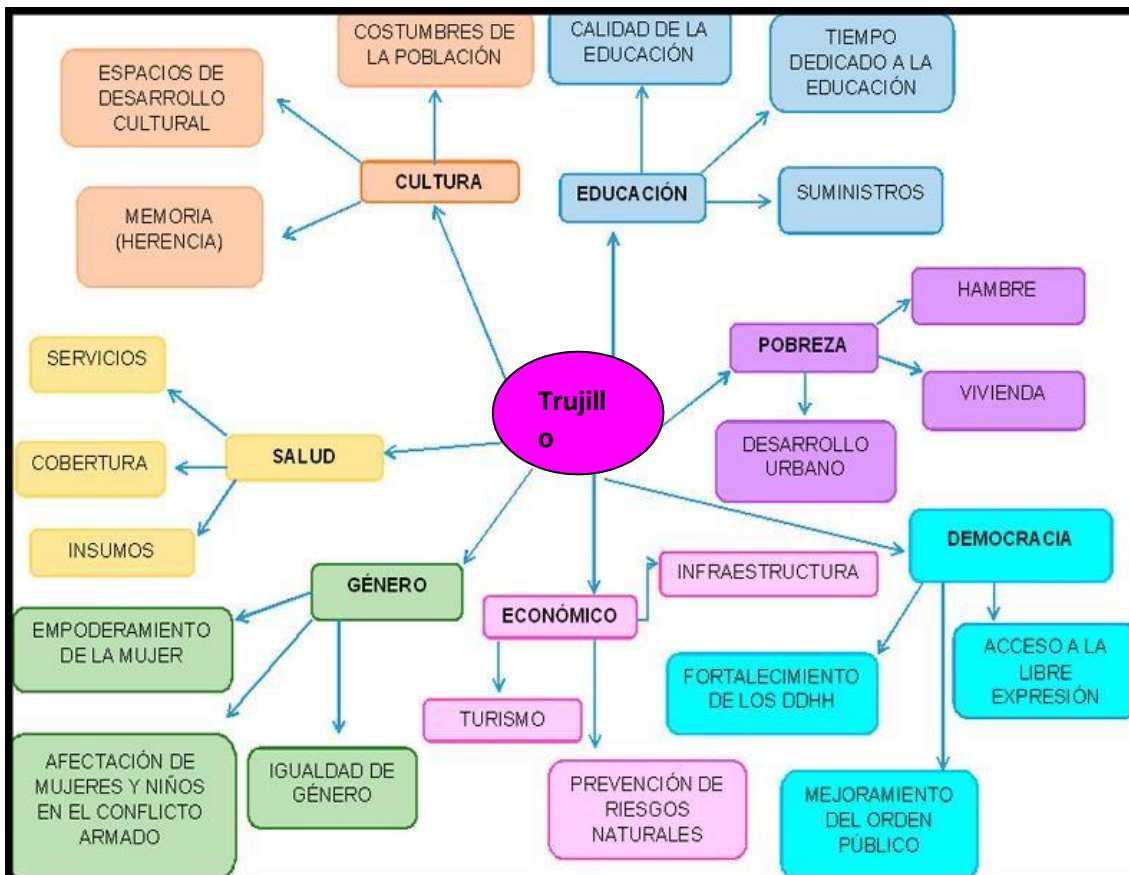 COSTUMBRES DE
LA POBLACIÓN
CALIDAD DE LA
EDUCACIÓN
TIEMPO
DEDICADO A LA
EDUCACIÓN
ESPACIOS DE
DESARROLLO
CULTURAL
CULTURA
EDUCACIÓN
SUMINISTROS
MEMORIA
(HERENCIA)
HAMBRE
POBREZA
VIVIENDA
DESARROLLO
URBANO
SERVICIOS
Trujill
o
SALUD
COBERTURA
INSUMOS
DEMOCRACIA
GÉNERO
INFRAESTRUCTURA
ECONÓMICO
EMPODERAMIENTO
DE LA MUJER
ACCESO A LA
LIBRE
EXPRESIÓN
FORTALECIMIENTO
DE LOS DDHH
TURISMO
AFECTACIÓN DE
MUJERES Y NIÑOS
EN EL CONFLICTO
ARMADO
IGUALDAD DE
GÉNERO
PREVENCIÓN DE
RIESGOS
NATURALES
MEJORAMIENTO
DEL ORDEN
PÚBLICO